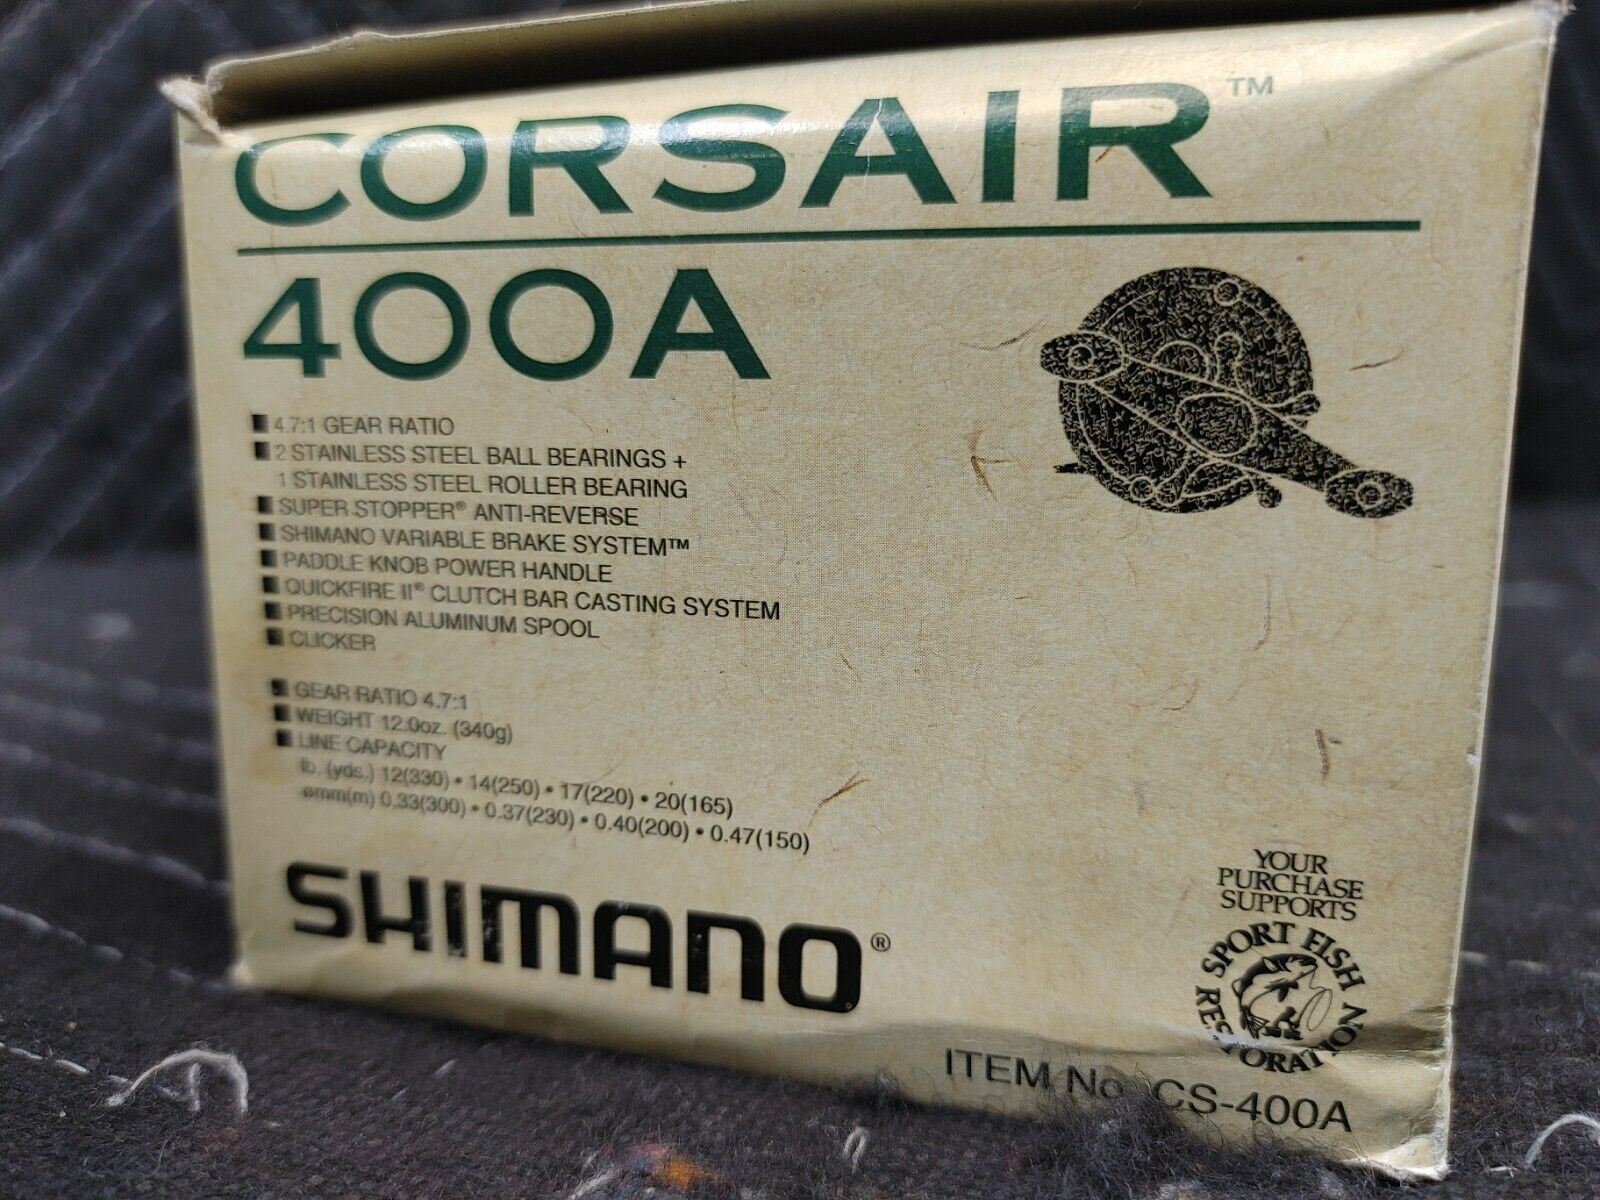 CORSAIR™
400A
■ 4.7:1 GEAR RATIO
■ 2 STAINLESS STEEL BALL BEARINGS +
1 STAINLESS STEEL ROLLER BEARING
■ SUPER STOPPER® ANTI-REVERSE
■ SHIMANO VARIABLE BRAKE SYSTEM™
■ PADDLE KNOB POWER HANDLE
■ QUICKFIRE II® CLUTCH BAR CASTING SYSTEM
■ PRECISION ALUMINUM SPOOL
■ CLICKER
■ GEAR RATIO 4.7:1
■ WEIGHT 12.0oz. (340g)
■ LINE CAPACITY
lb. (yds.) 12(330) • 14(250) • 17(220) • 20(165)
ømm(m) 0.33(300) • 0.37(230) • 0.40(200) • 0.47(150)
SHIMANO®
YOUR
PURCHASE
SUPPORTS
SPORT FISH
RESTORATION
ITEM No. CS-400A